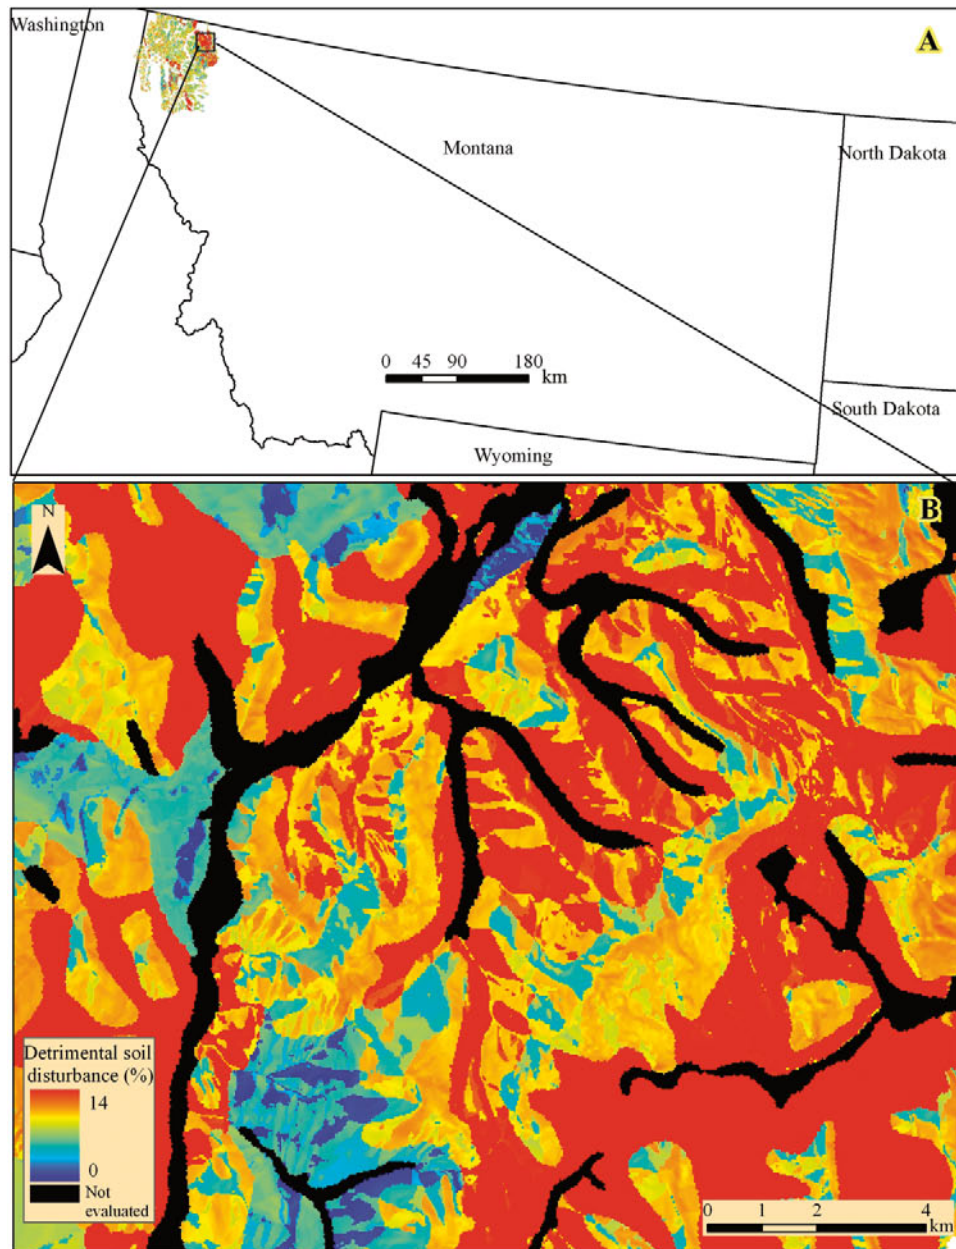 Washington
A
Montana
North Dakota
0 45 90 180
km
South Dakota
Wyoming
N
B
Detrimental soil
disturbance (%)
14
0
Not
evaluated
0 1 2 4
km